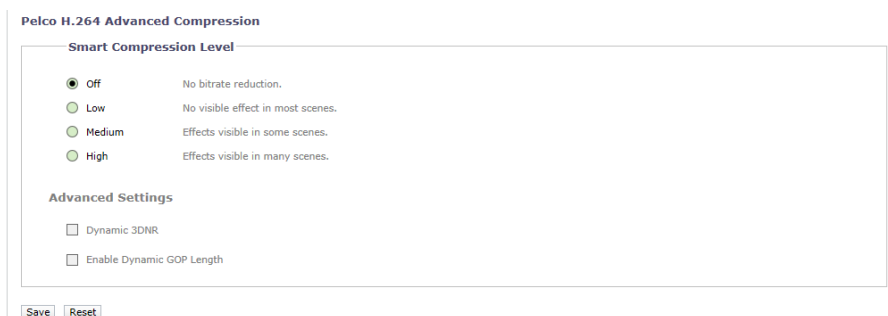 Pelco H.264 Advanced Compression
Smart Compression Level
Off No bitrate reduction.
Low No visible effect in most scenes.
Medium Effects visible in some scenes.
High Effects visible in many scenes.
Advanced Settings
Dynamic 3DNR
Enable Dynamic GOP Length
Save Reset